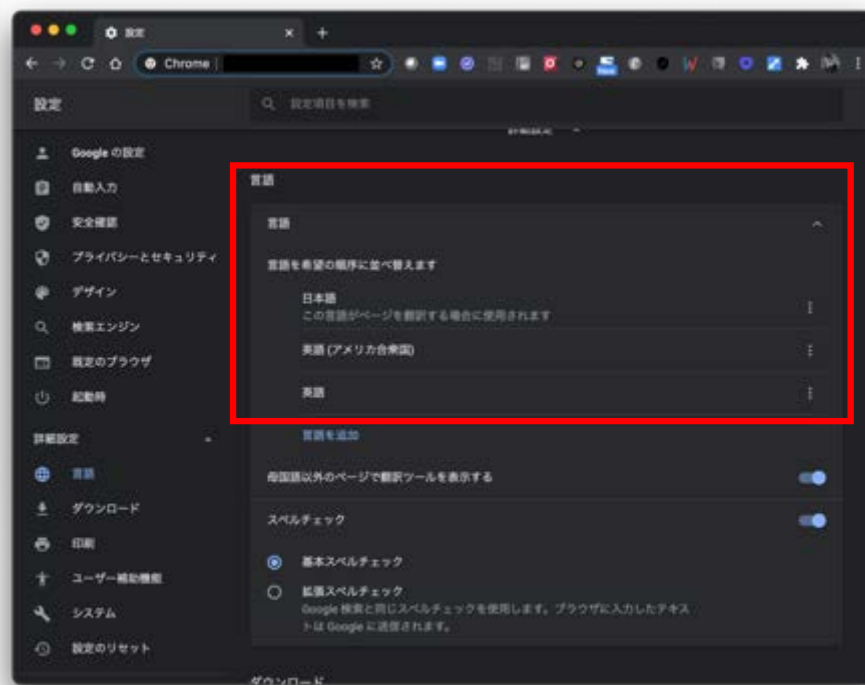 設定
Chrome
設定
設定項目を検索
詳細設定
Google の設定
自動入力
安全確認
プライバシーとセキュリティ
デザイン
検索エンジン
既定のブラウザ
起動時
詳細設定
言語
ダウンロード
印刷
ユーザー補助機能
システム
設定のリセット
言語
言語
言語を希望の順序に並べ替えます
日本語
この言語がページを翻訳する場合に使用されます
英語 (アメリカ合衆国)
英語
言語を追加
母国語以外のページで翻訳ツールを表示する
スペルチェック
基本スペルチェック
拡張スペルチェック
Google 検索と同じスペルチェックを使用します。ブラウザに入力したテキス
トは Google に送信されます。
ダウンロード